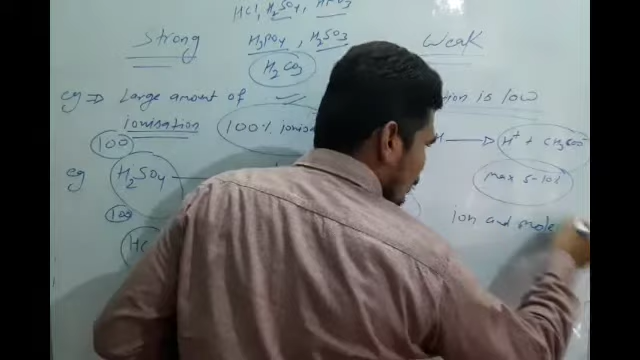 HCl, H₂SO₄, HNO₃
Strong
H₃PO₄, H₂SO₃
Weak
H₂CO₃
eg ⇒ Large amount of
ionisation
100% ionisa
tion is low
100
H⁺ + CH₃COO⁻
eg H₂SO₄
max 5-10%
100
ion and mole